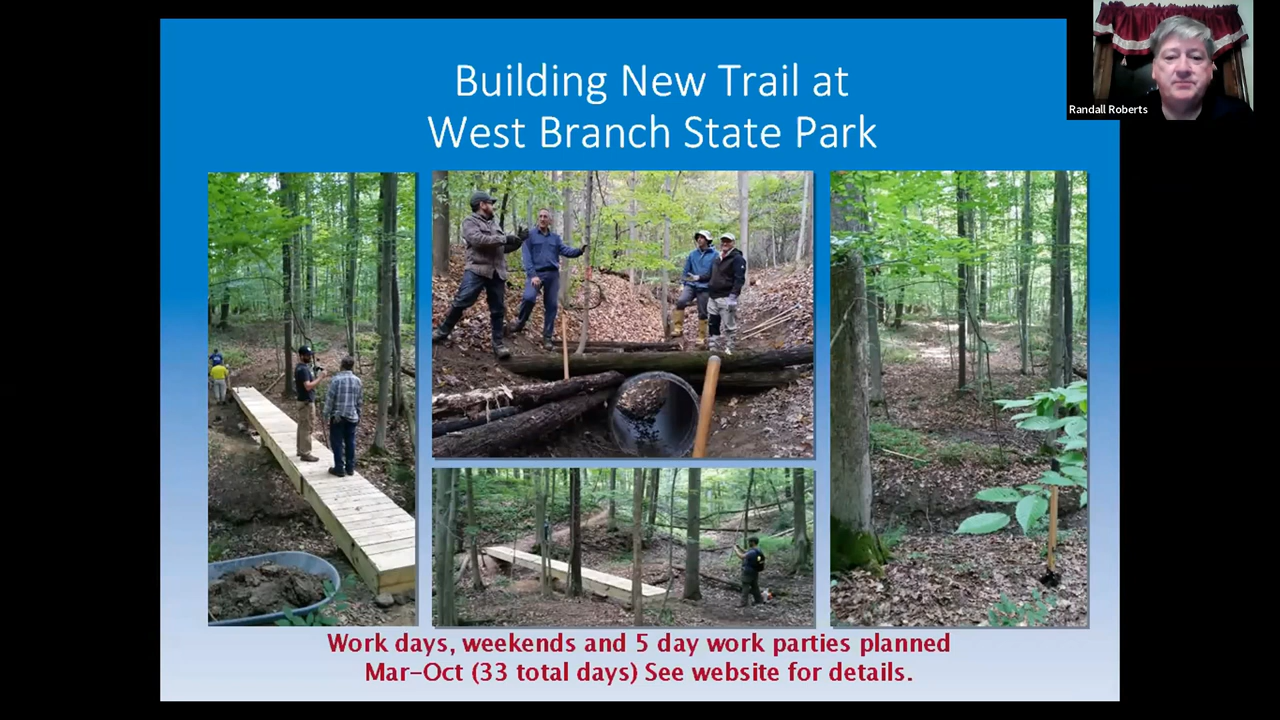 Building New Trail at
West Branch State Park
Randall Roberts
Work days, weekends and 5 day work parties planned
Mar-Oct (33 total days) See website for details.